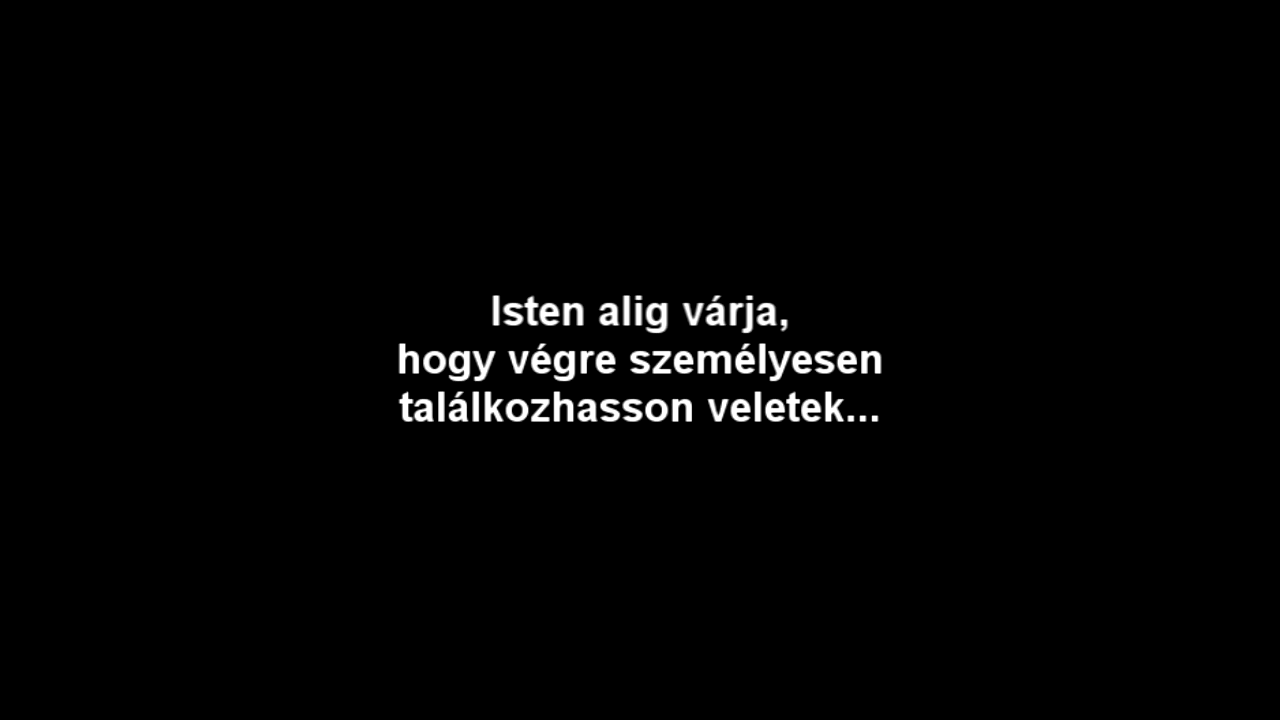 Isten alig várja,
hogy végre személyesen
találkozhasson veletek...